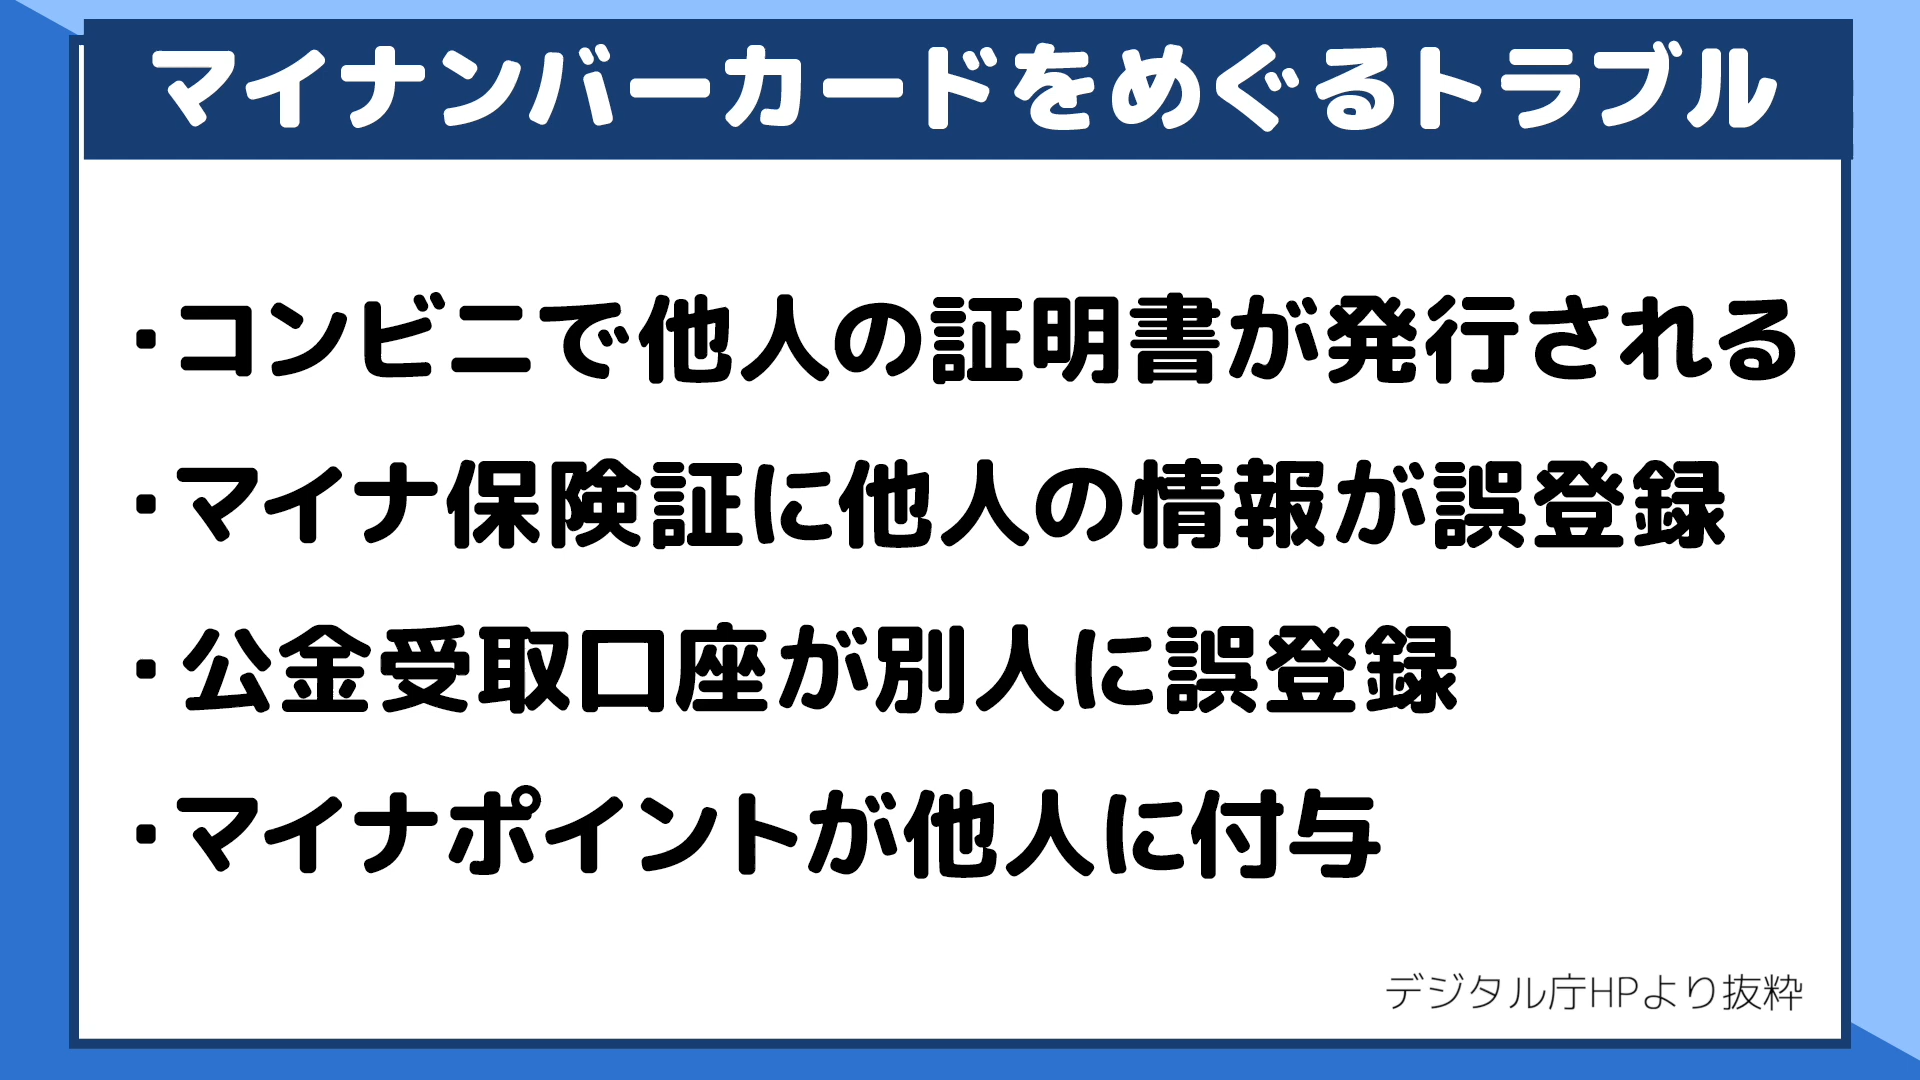 マイナンバーカードをめぐるトラブル
・コンビニで他人の証明書が発行される
・マイナ保険証に他人の情報が誤登録
・公金受取口座が別人に誤登録
・マイナポイントが他人に付与
デジタル庁HPより抜粋